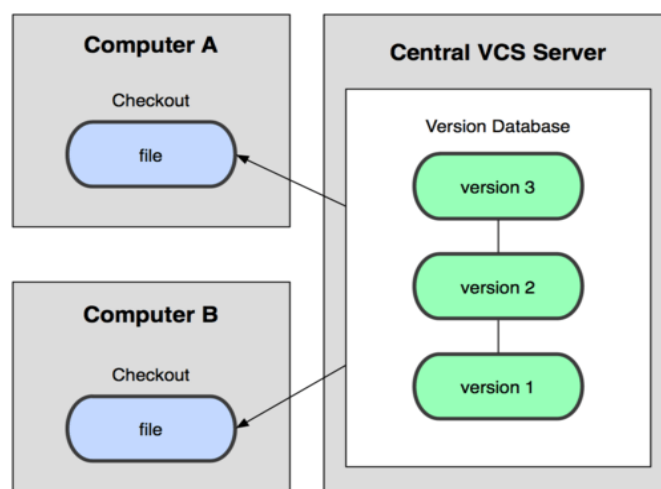 Computer A
Checkout
file
Computer B
Checkout
file
Central VCS Server
Version Database
version 3
version 2
version 1